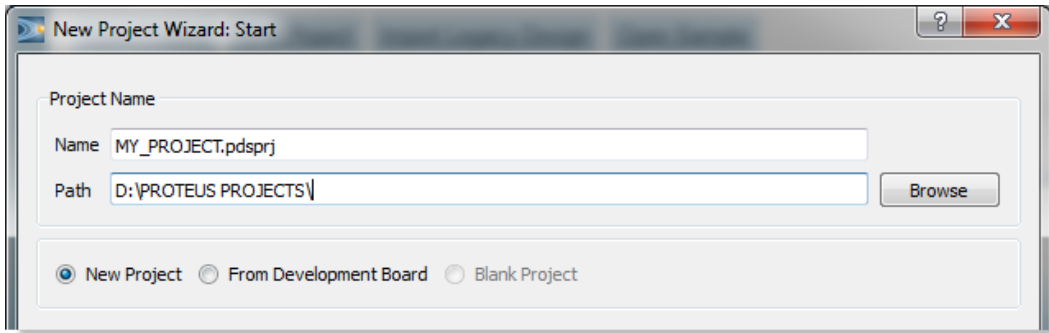 New Project Wizard: Start
Project Name
Name MY_PROJECT.pdsprj
Path D:\PROTEUS PROJECTS\ Browse
New Project From Development Board Blank Project